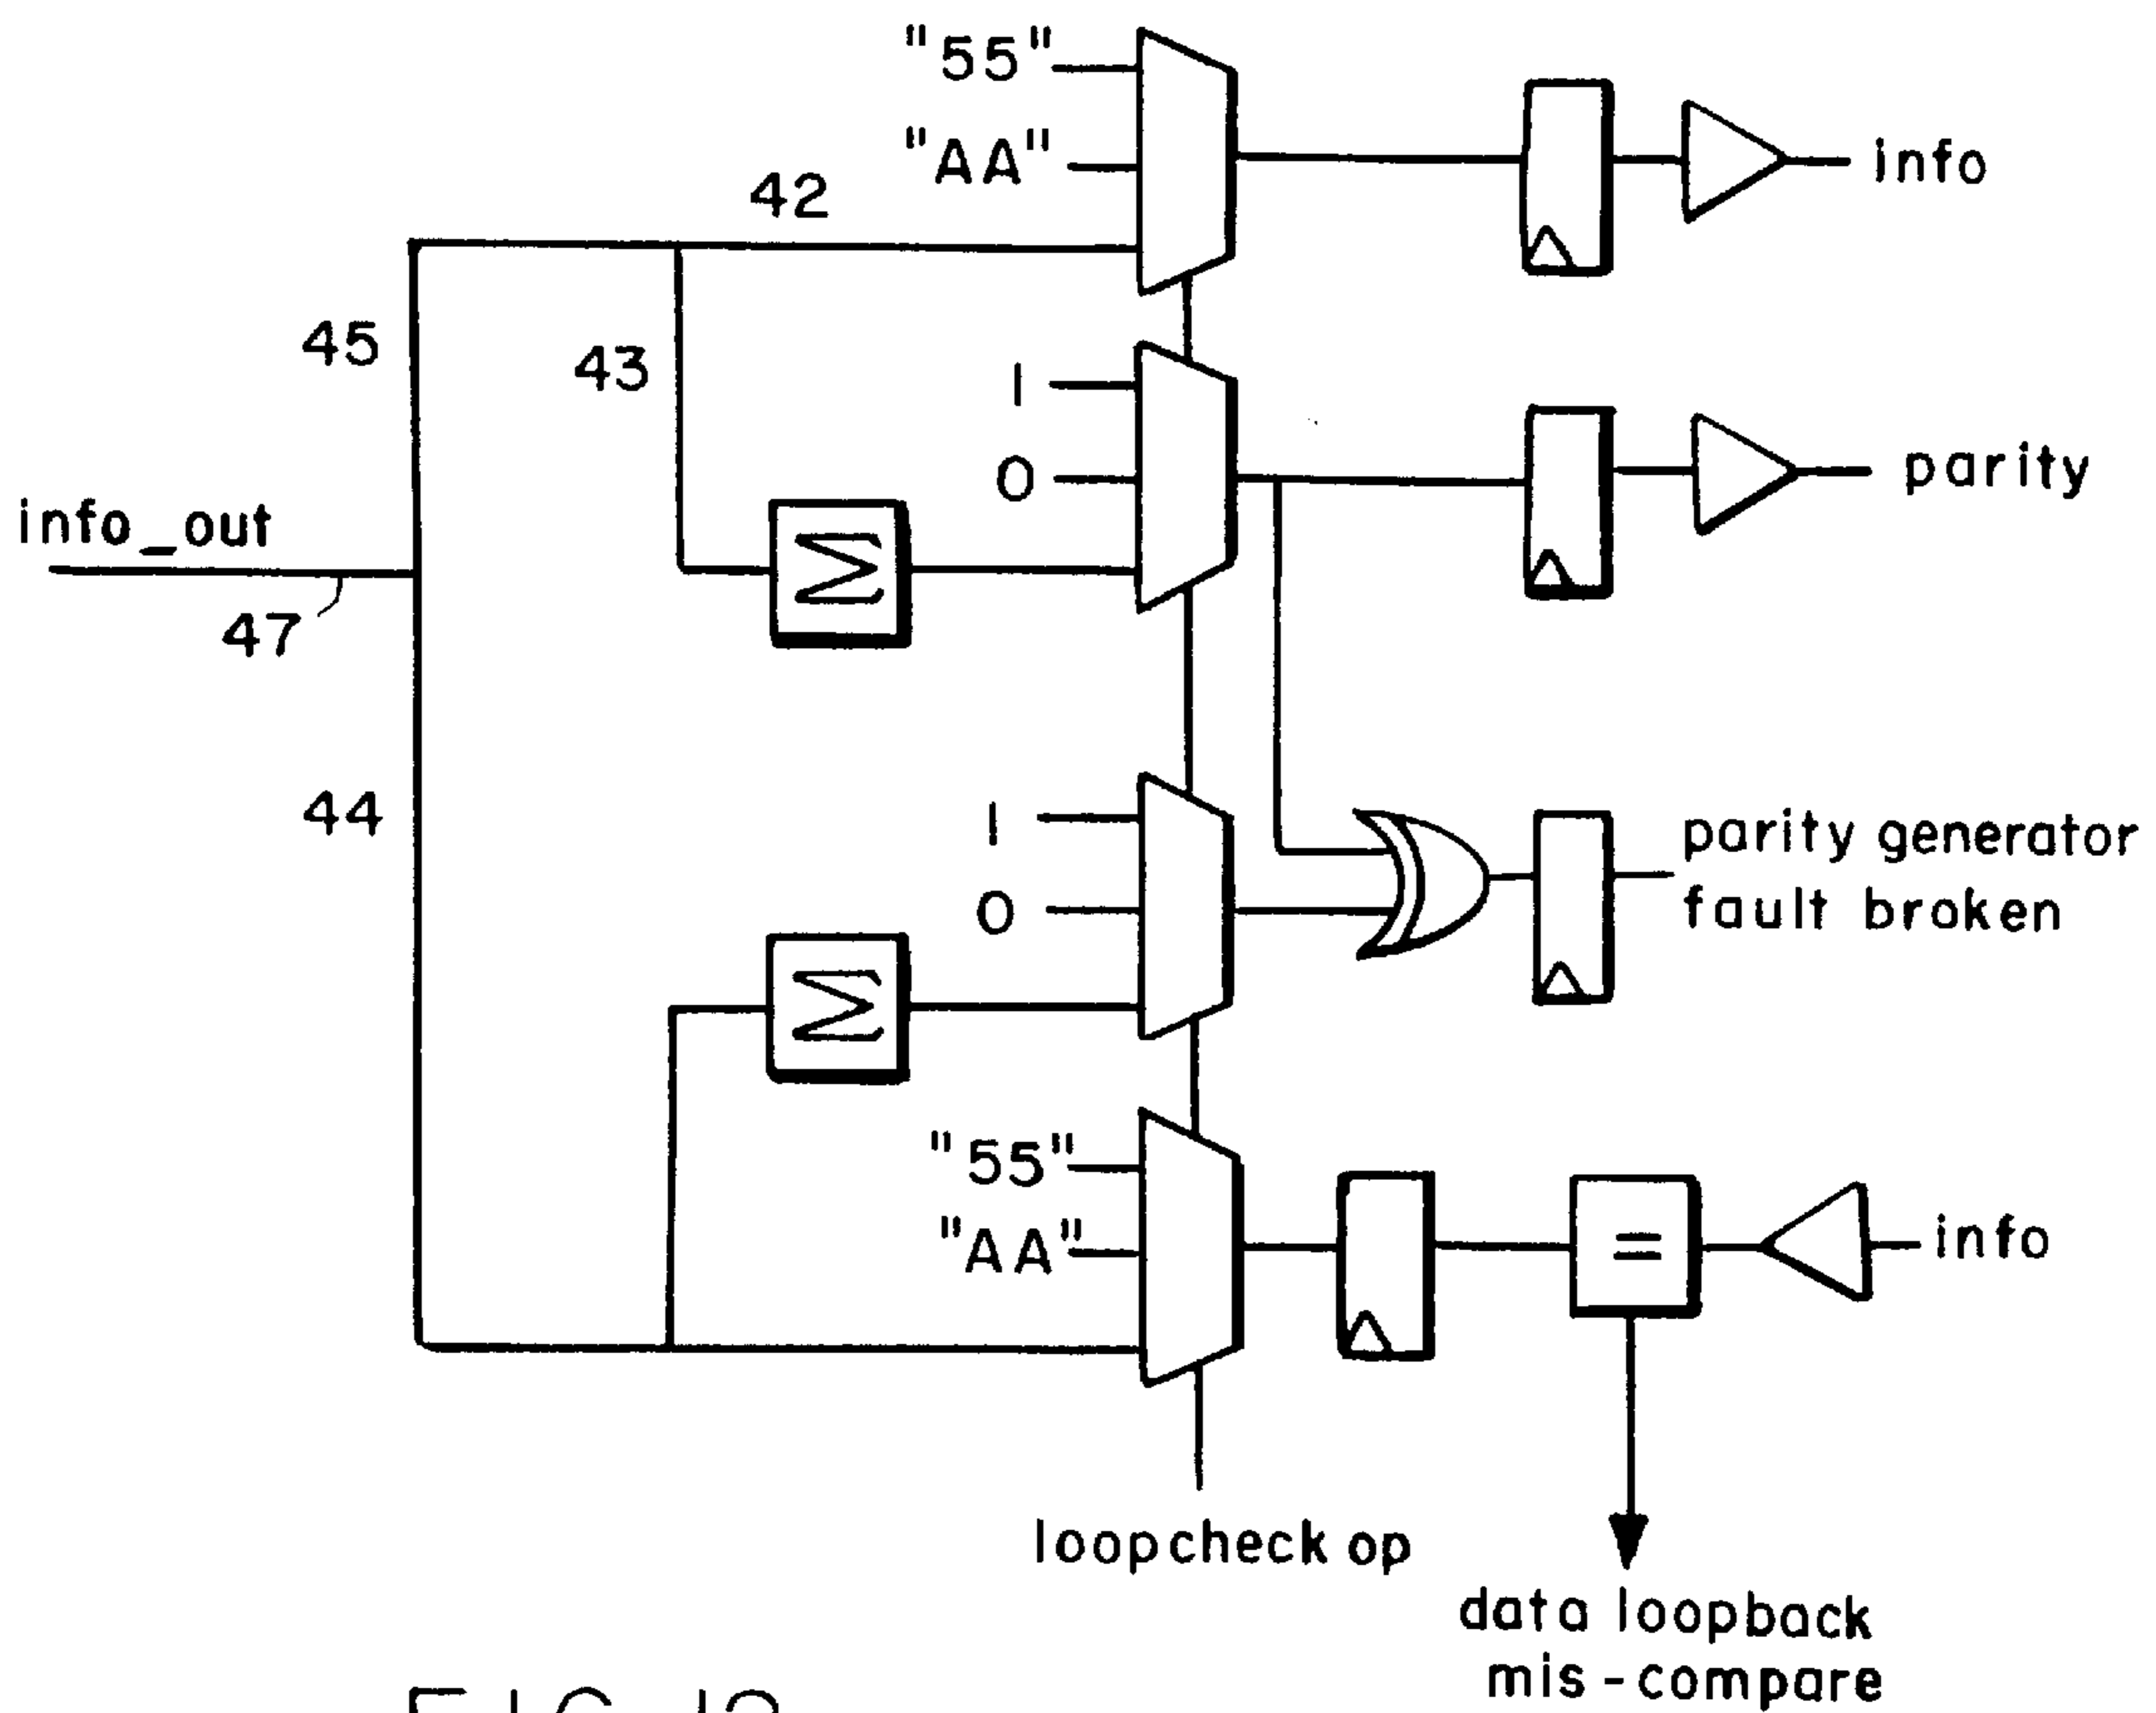 "55"
"AA"
info
42
45
43
1
0
parity
info_out
47
Σ
44
1
0
parity generator
fault broken
Σ
"55"
"AA"
=
info
loopcheck op
data loopback
mis-compare